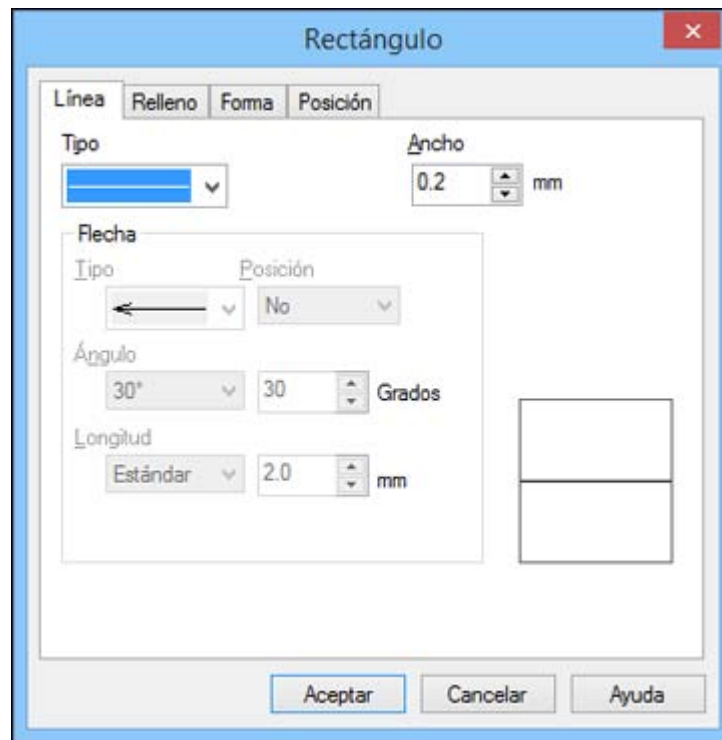 Rectángulo
Línea Relleno Forma Posición
Tipo Ancho
0.2 mm
Flecha
Tipo Posición
No
Ángulo
30° 30 Grados
Longitud
Estándar 2.0 mm
Aceptar Cancelar Ayuda